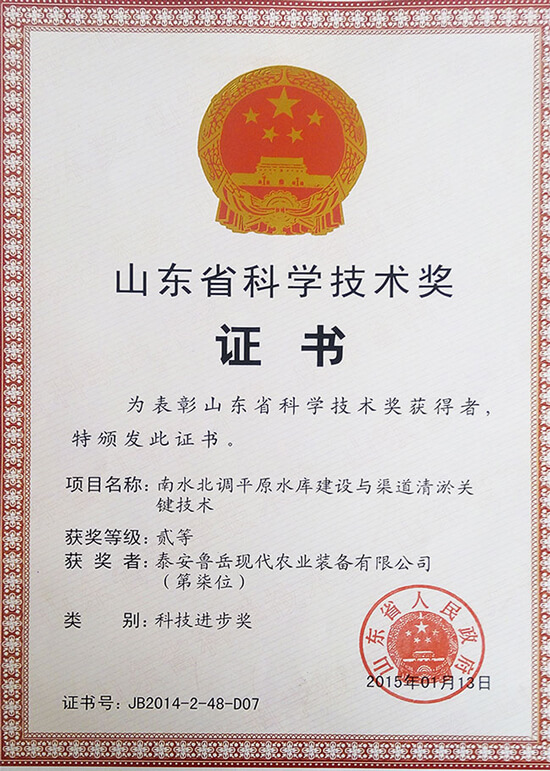 山东省科学技术奖
证书
为表彰山东省科学技术奖获得者，
特颁发此证书。
项目名称：南水北调平原水库建设与渠道清淤关
键技术
获奖等级：贰等
获奖者：泰安鲁岳现代农业装备有限公司
（第柒位）
类别：科技进步奖
山东省人民政府
2015年01月13日
证书号：JB2014-2-48-D07